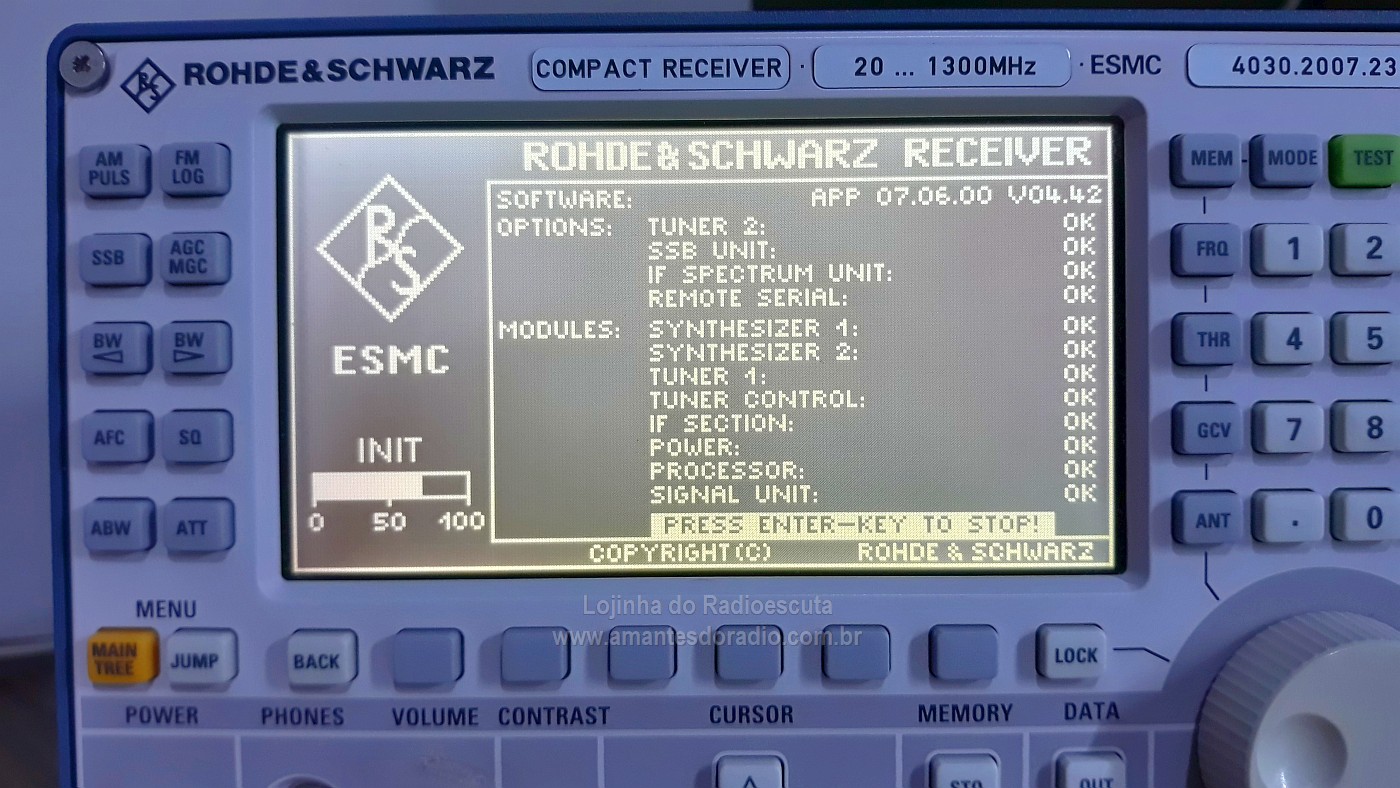 ROHDE&SCHWARZ COMPACT RECEIVER · 20 ... 1300MHz · ESMC 4030.2007.23
AM PULS
FM LOG
SSB
AGC MGC
BW
BW
AFC
SQ
ABW
ATT
ROHDE&SCHWARZ RECEIVER
SOFTWARE: APP 07.06.00 V04.42
OPTIONS: TUNER 2: OK
SSB UNIT: OK
IF SPECTRUM UNIT: OK
REMOTE SERIAL: OK
MODULES: SYNTHESIZER 1: OK
SYNTHESIZER 2: OK
TUNER 1: OK
TUNER CONTROL: OK
IF SECTION: OK
POWER: OK
PROCESSOR: OK
SIGNAL UNIT: OK
PRESS ENTER-KEY TO STOP!
COPYRIGHT(C) ROHDE & SCHWARZ
ESMC
INIT
0 50 100
MEM MODE TEST
FRQ 1 2
THR 4 5
GCV 7 8
ANT . 0
Lojinha do Radioescuta
www.amantesdoradio.com.br
MENU
MAIN TREE
JUMP
BACK
LOCK
POWER PHONES VOLUME CONTRAST CURSOR MEMORY DATA
STO
OUT